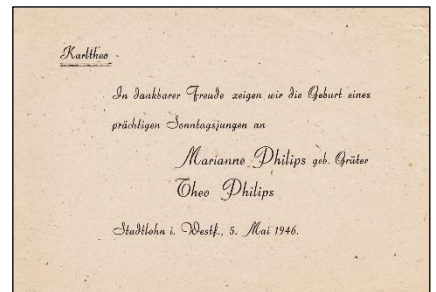 Karltheo
In dankbarer Freude zeigen wir die Geburt eines
prächtigen Sonntagsjungen an
Marianne Philips geb. Grüter
Theo Philips
Stadtlohn i. Westf., 5. Mai 1946.